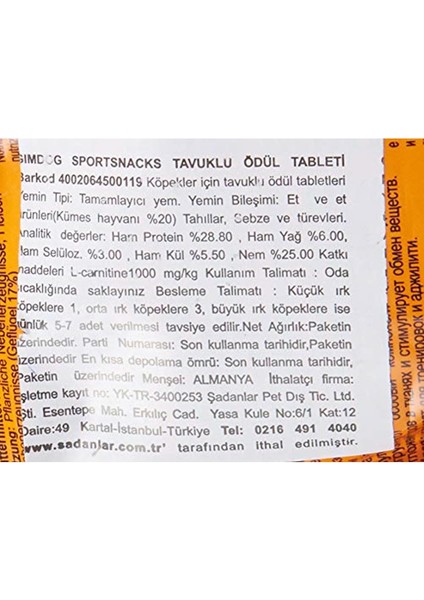 SIMDOG SPORTSNACKS TAVUKLU ÖDÜL TABLETİ
Barkod 4002064500119 Köpekler için tavuklu ödül tabletleri
Yemin Tipi: Tamamlayıcı yem. Yemin Bileşimi: Et ve et
ürünleri(Kümes hayvanı %20) Tahıllar, Sebze ve türevleri.
Analitik değerler: Ham Protein %28.80 , Ham Yağ %6.00,
Ham Selüloz. %3.00 , Ham Kül %5.50 , Nem %25.00 Katkı
maddeleri L-carnitine1000 mg/kg Kullanım Talimatı : Oda
sıcaklığında saklayınız Besleme Talimatı : Küçük ırk
köpeklere 1, orta ırk köpeklere 3, büyük ırk köpeklere ise
günlük 5-7 adet verilmesi tavsiye edilir.Net Ağırlık:Paketin
üzerindedir. Parti Numarası: Son kullanma tarihidir,Paketin
üzerindedir En kısa depolama ömrü: Son kullanma tarihidir,
Paketin üzerindedir Menşei: ALMANYA İthalatçı firma:
İşletme kayıt no: YK-TR-3400253 Şadanlar Pet Dış Tic. Ltd.
Şti. Esentepe Mah. Erkılıç Cad. Yasa Kule No:6/1 Kat:12
Daire:49 Kartal-İstanbul-Türkiye Tel: 0216 491 4040
www.sadanlar.com.tr' tarafından ithal edilmiştir.
(Geflügel 17%)
и стимулирует обмен веществ.
и аджилити.